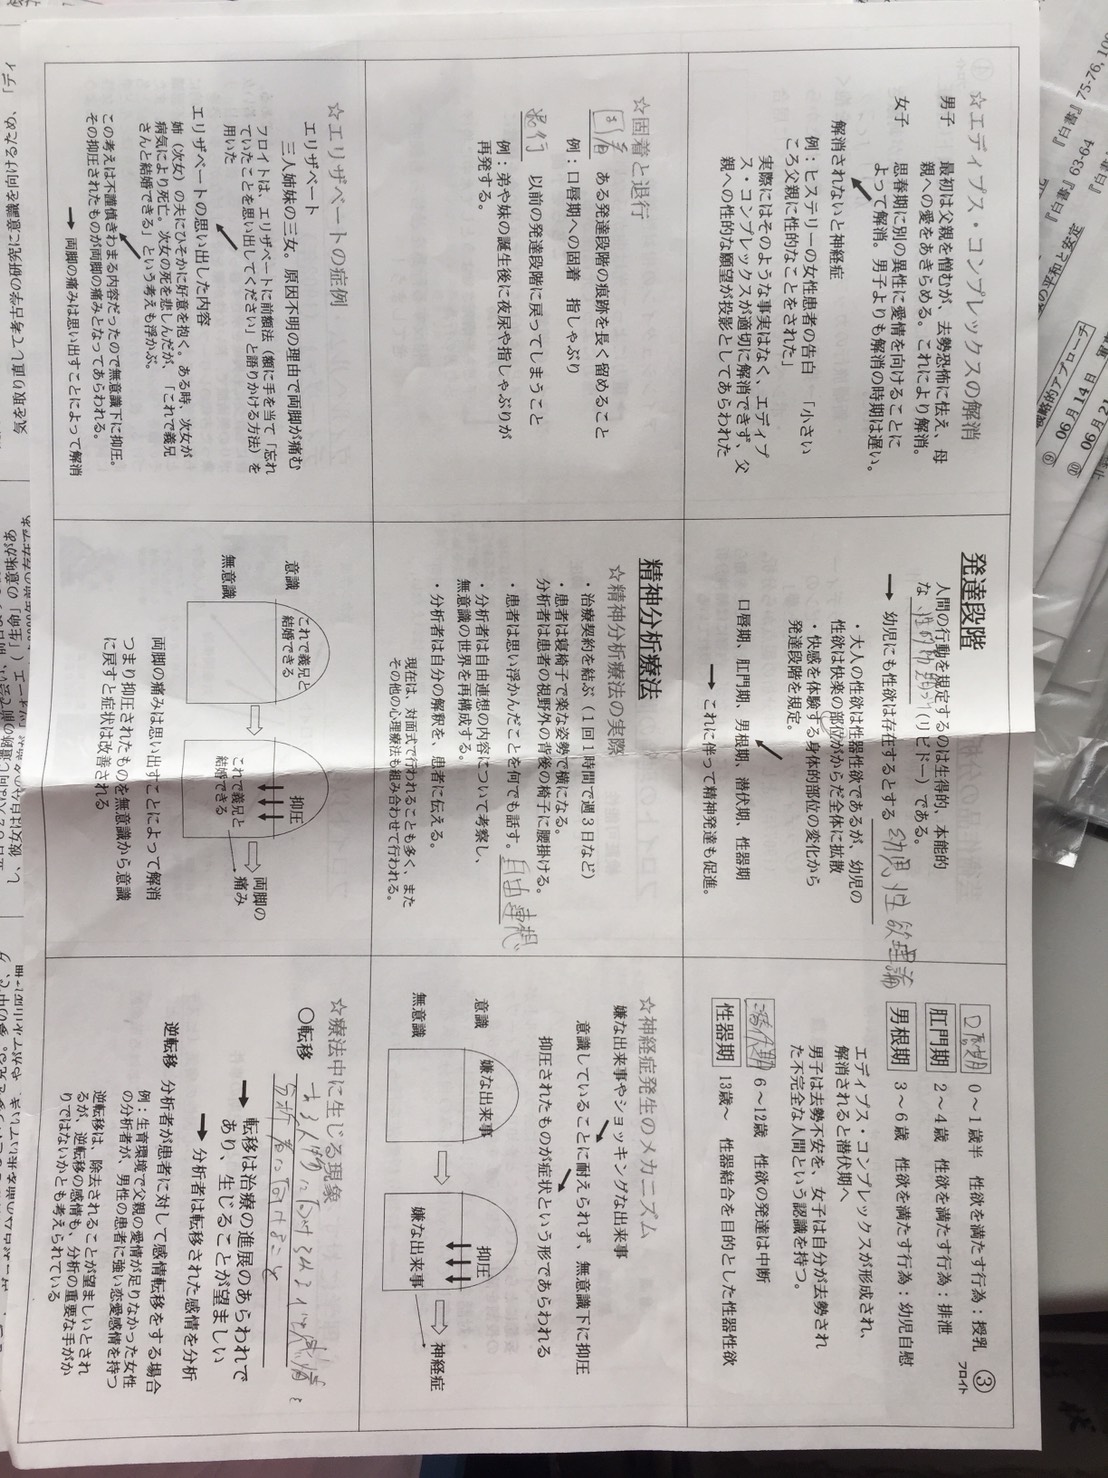 ③
フロイト
☆エディプス・コンプレックスの解消
男子　最初は父親を憎むが、去勢恐怖に怯え、母
親への愛をあきらめる。これにより解消。
女子　思春期に別の異性に愛情を向けることに
よって解消。男子よりも解消の時期は遅い。
解消されないと神経症
例：ヒステリーの女性患者の告白　「小さい
ころ父親に性的なことをされた」
実際にはそのような事実はなく、エディプ
ス・コンプレックスが適切に解消できず、父
親への性的な願望が投影としてあらわれた
発達段階
人間の行動を規定するのは生得的、本能的
な、性的切望(リビドー)である。
→ 幼児にも性欲は存在するとする 幼児性欲理論
・大人の性欲は性器性欲であるが、幼児の
性欲は快楽の部位がからだ全体に拡散
・快感を体験する身体的部位の変化から
発達段階を規定。
口唇期、肛門期、男根期、潜伏期、性器期
→ これに伴って精神発達も促進。
口唇期　0～1歳半　性欲を満たす行為：授乳
肛門期　2～4歳　性欲を満たす行為：排泄
男根期　3～6歳　性欲を満たす行為：幼児自慰
エディプス・コンプレックスが形成され、
解消されると潜伏期へ
男子は去勢不安を、女子は自分が去勢され
た不完全な人間という認識を持つ。
潜伏期　6～12歳　性欲の発達は中断
性器期　13歳～　性器結合を目的とした性器性欲
☆固着と退行
固着　ある発達段階の痕跡を長く留めること
例：口唇期への固着　指しゃぶり
退行　以前の発達段階に戻ってしまうこと
例：弟や妹の誕生後に夜尿や指しゃぶりが
再発する。
精神分析療法
☆精神分析療法の実際
・治療契約を結ぶ（1回1時間で週3日など）
・患者は寝椅子で楽な姿勢で横になる。
分析者は患者の視野外の背後の椅子に腰掛ける。
・患者は思い浮かんだことを何でも話す。自由連想
・分析者は自由連想の内容について考察し、
無意識の世界を再構成する。
・分析者は自分の解釈を、患者に伝える。
現在は、対面式で行われることも多く、また
その他の心理療法も組み合わせて行われる。
☆神経症発生のメカニズム
嫌な出来事やショッキングな出来事
意識していることに耐えられず、無意識下に抑圧
抑圧されたものが症状という形であらわれる
意識
無意識
嫌な出来事
抑圧
嫌な出来事
神経症
☆エリザベートの症例
エリザベート
三人姉妹の三女。原因不明の理由で両脚が痛む
フロイトは、エリザベートに前額法（額に手を当て「忘れ
ていたことを思い出してください」と語りかける方法）を
用いた
エリザベートの思い出した内容
姉（次女）の夫にひそかに好意を抱く。ある時、次女が
病気により死亡。次女の死を悲しんだが、「これで義兄
さんと結婚できる」という考えも浮かぶ。
この考えは不謹慎きわまる内容だったので無意識下に抑圧。
その抑圧されたものが両脚の痛みとなってあらわれる。
→ 両脚の痛みは思い出すことによって解消
意識
無意識
これで義兄と
結婚できる
抑圧
これで義兄と
結婚できる
両脚の
痛み
両脚の痛みは思い出すことによって解消
つまり抑圧されたものを無意識から意識
に戻すと症状は改善される
☆療法中に生じる現象
○転移　ある人物に向けられる感情を
分析者に向けること
→ 転移は治療の進展のあらわれで
あり、生じることが望ましい
→ 分析者は転移された感情を分析
逆転移　分析者が患者に対して感情転移をする場合
例：生育環境で父親の愛情が足りなかった女性
の分析者が、男性の患者に強い恋愛感情を持つ
逆転移は、除去されることが望ましいとされ
るが、逆転移の感情も、分析の重要な手がか
りではないかとも考えられている
『白書』75-76, 10
『白書』63-64
の平和と安定
略的アプローチ
⑨ 06月14日
⑩ 06月21